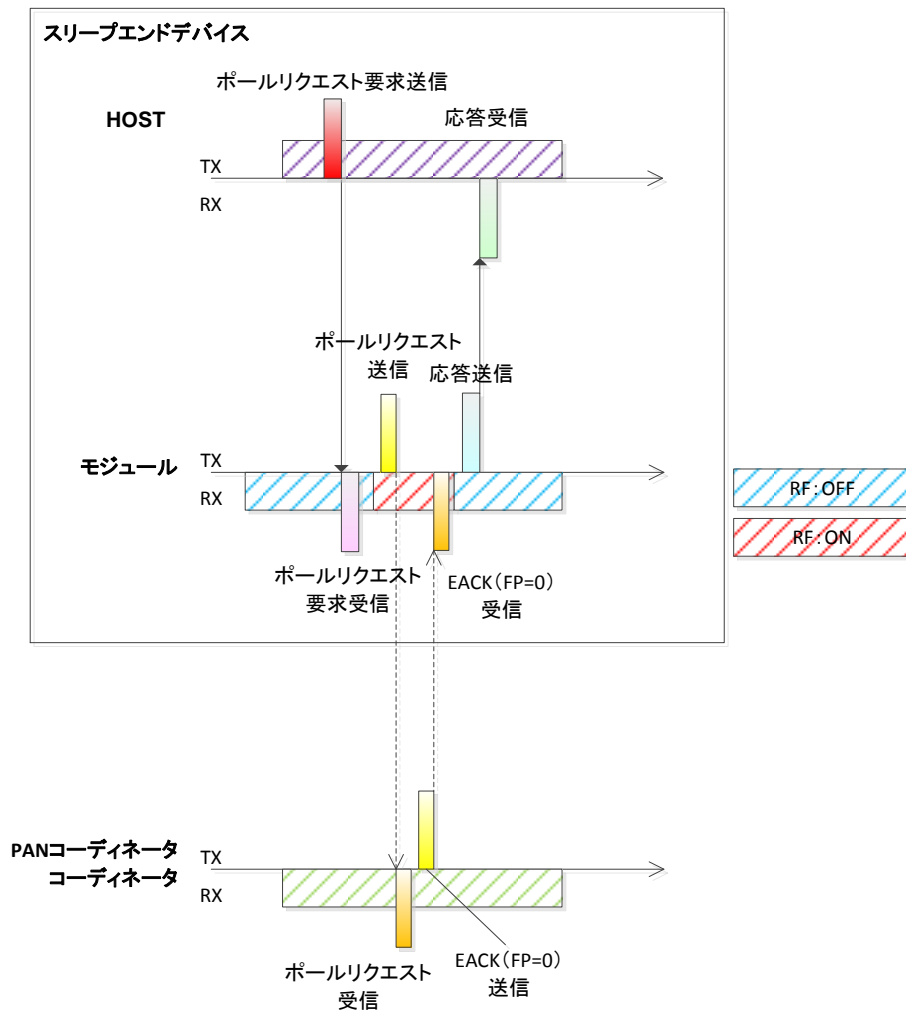 スリープエンドデバイス
ポールリクエスト要求送信
HOST
応答受信
TX
RX
ポールリクエスト
送信
応答送信
モジュール
TX
RX
RF:OFF
RF:ON
ポールリクエスト
要求受信
EACK(FP=0)
受信
PANコーディネータ
コーディネータ
TX
RX
ポールリクエスト
受信
EACK(FP=0)
送信